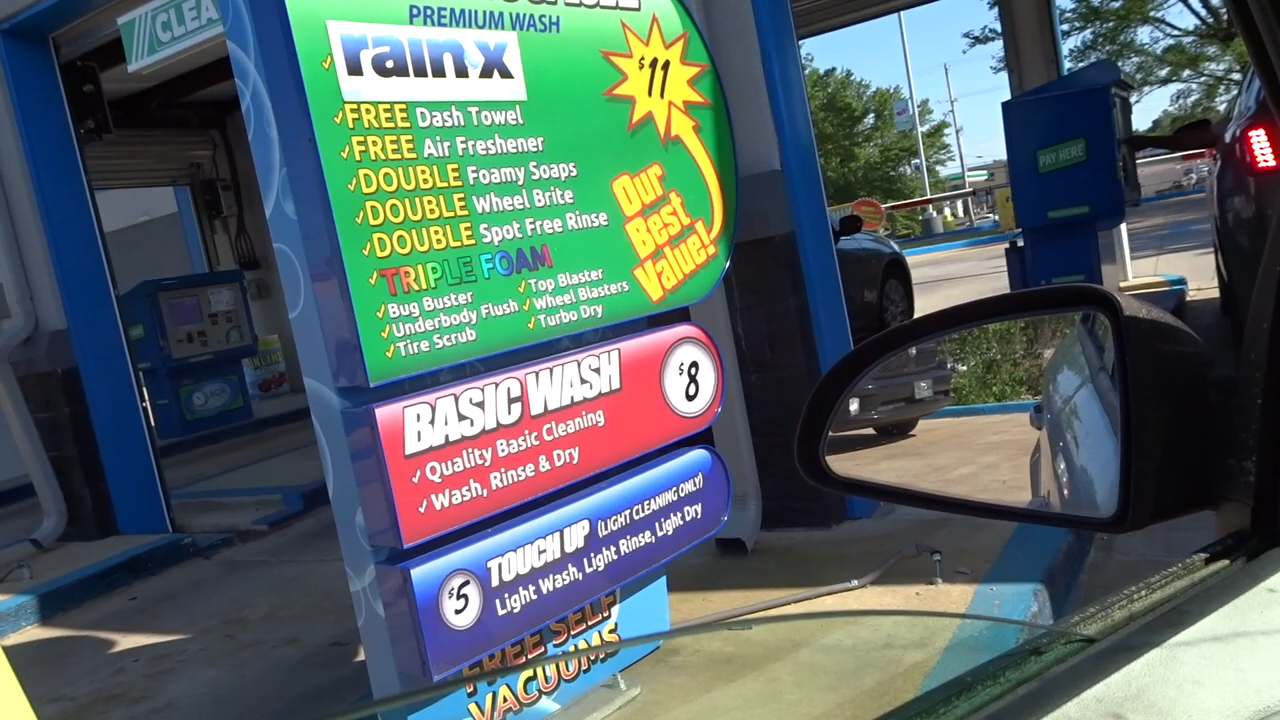 CLEA
PREMIUM WASH
rain-x
$11
✓FREE Dash Towel
✓FREE Air Freshener
✓DOUBLE Foamy Soaps
✓DOUBLE Wheel Brite
✓DOUBLE Spot Free Rinse
✓TRIPLE FOAM
✓Bug Buster
✓Underbody Flush
✓Tire Scrub
✓Top Blaster
✓Wheel Blasters
✓Turbo Dry
Our
Best
Value!
BASIC WASH
$8
✓Quality Basic Cleaning
✓Wash, Rinse & Dry
$5
TOUCH UP (LIGHT CLEANING ONLY)
Light Wash, Light Rinse, Light Dry
FREE SELF
VACUUMS
PAY HERE